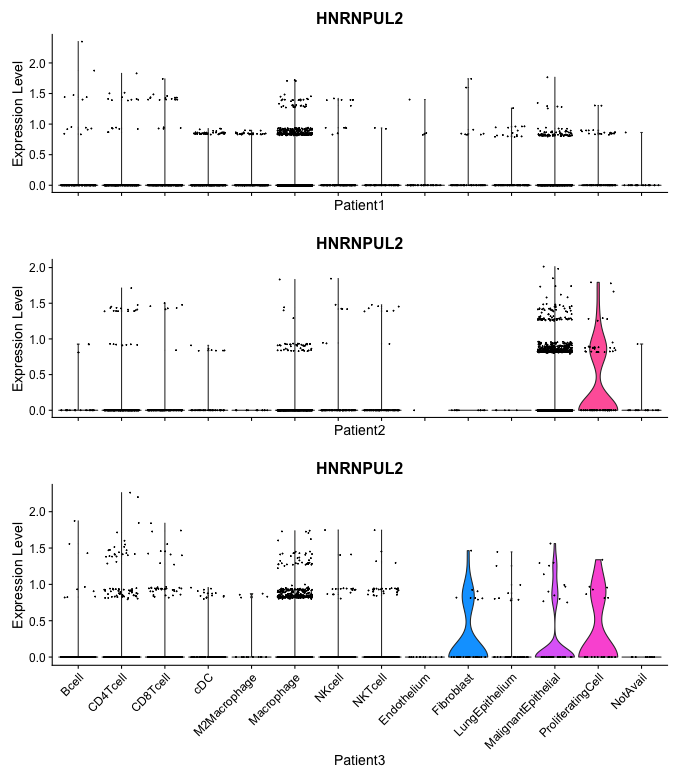 HNRNPUL2
Expression Level
2.0
1.5
1.0
0.5
0.0
Patient1
HNRNPUL2
Expression Level
2.0
1.5
1.0
0.5
0.0
Patient2
HNRNPUL2
Expression Level
2.0
1.5
1.0
0.5
0.0
Bcell
CD4Tcell
CD8Tcell
cDC
M2Macrophage
Macrophage
NKcell
NKTcell
Endothelium
Fibroblast
LungEpithelium
MalignantEpithelial
ProliferatingCell
NotAvail
Patient3